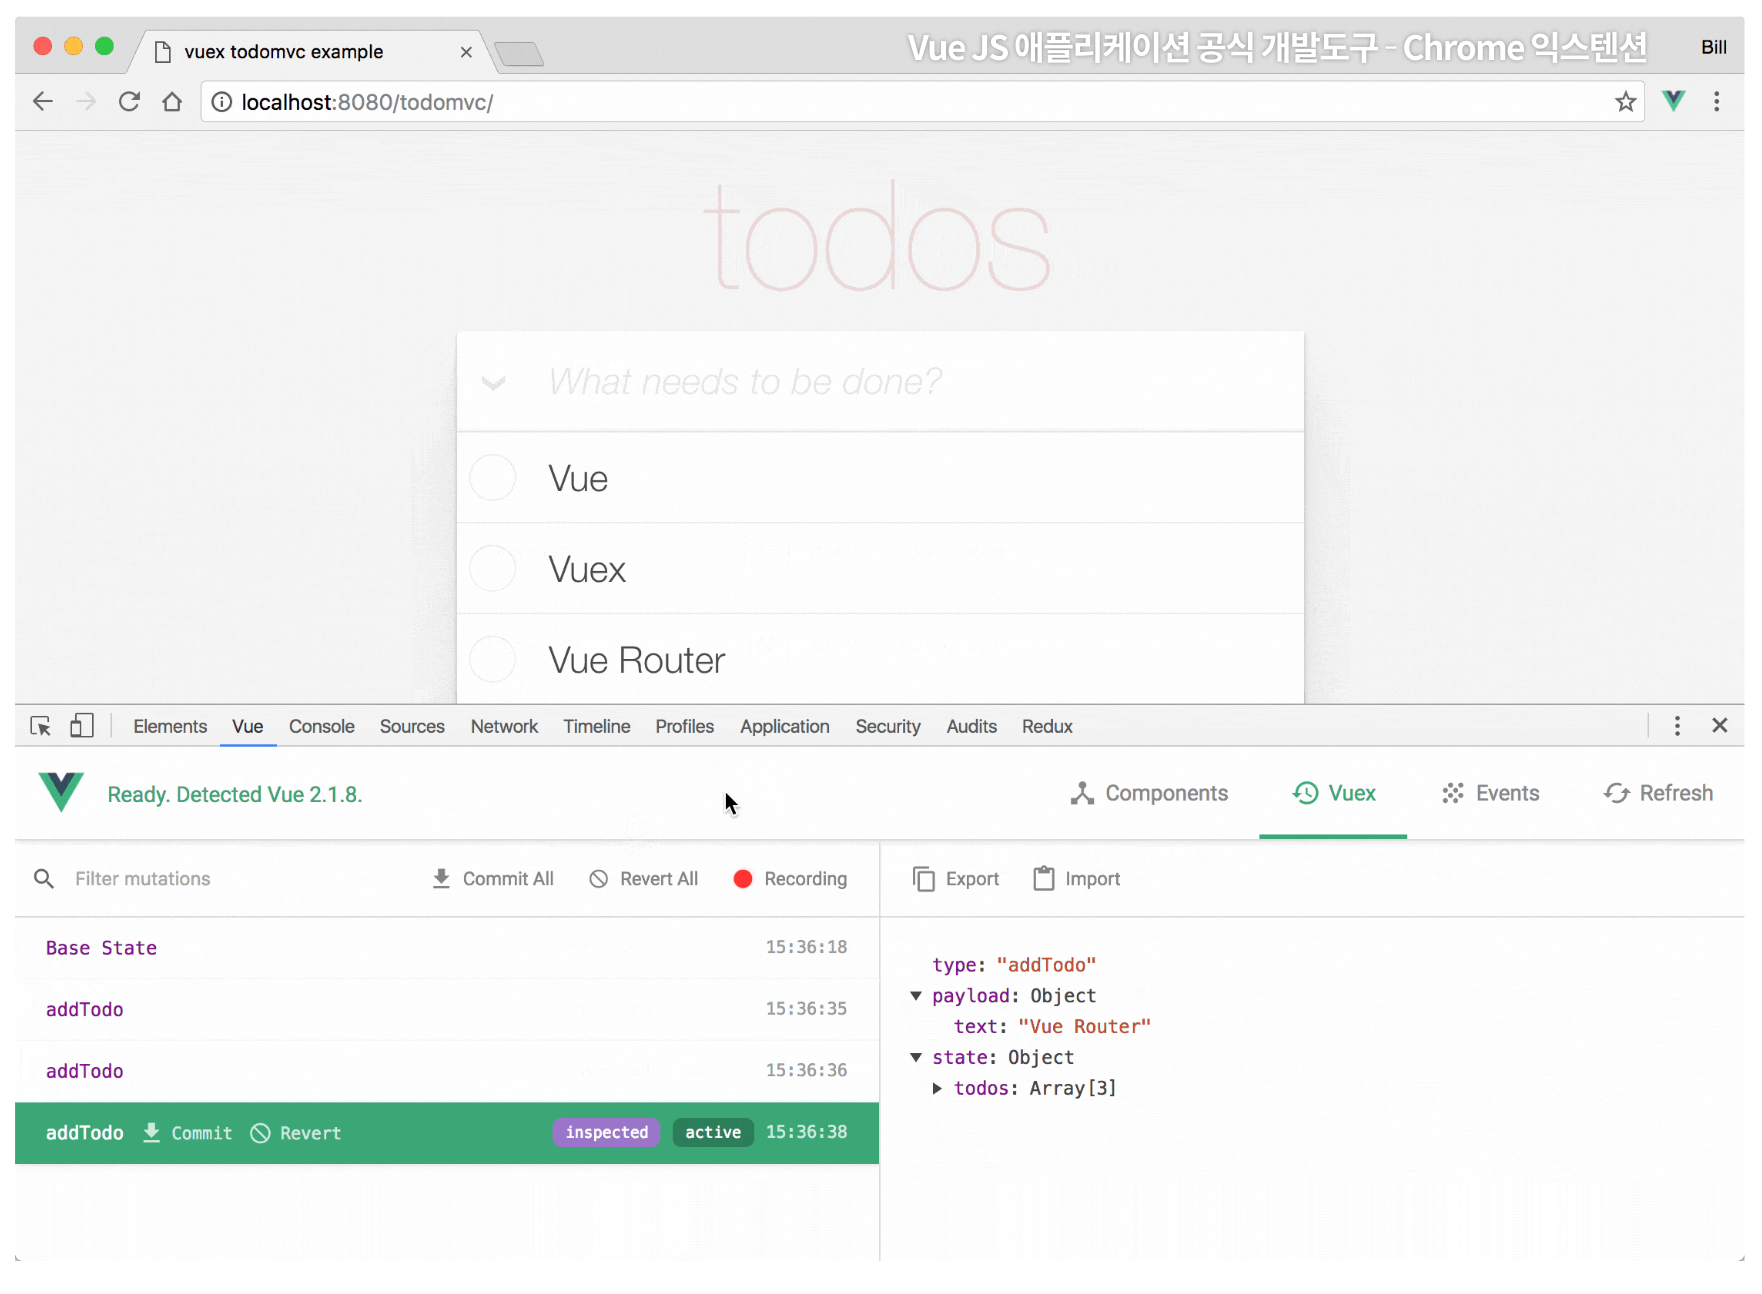 vuex todomvc example
Vue JS 애플리케이션 공식 개발도구 - Chrome 익스텐션
Bill
localhost:8080/todomvc/
todos
What needs to be done?
Vue
Vuex
Vue Router
Elements Vue Console Sources Network Timeline Profiles Application Security Audits Redux
Ready. Detected Vue 2.1.8.
Components Vuex Events Refresh
Filter mutations Commit All Revert All Recording
Export Import
Base State 15:36:18
addTodo 15:36:35
addTodo 15:36:36
addTodo Commit Revert inspected active 15:36:38
type: "addTodo"
payload: Object
text: "Vue Router"
state: Object
todos: Array[3]